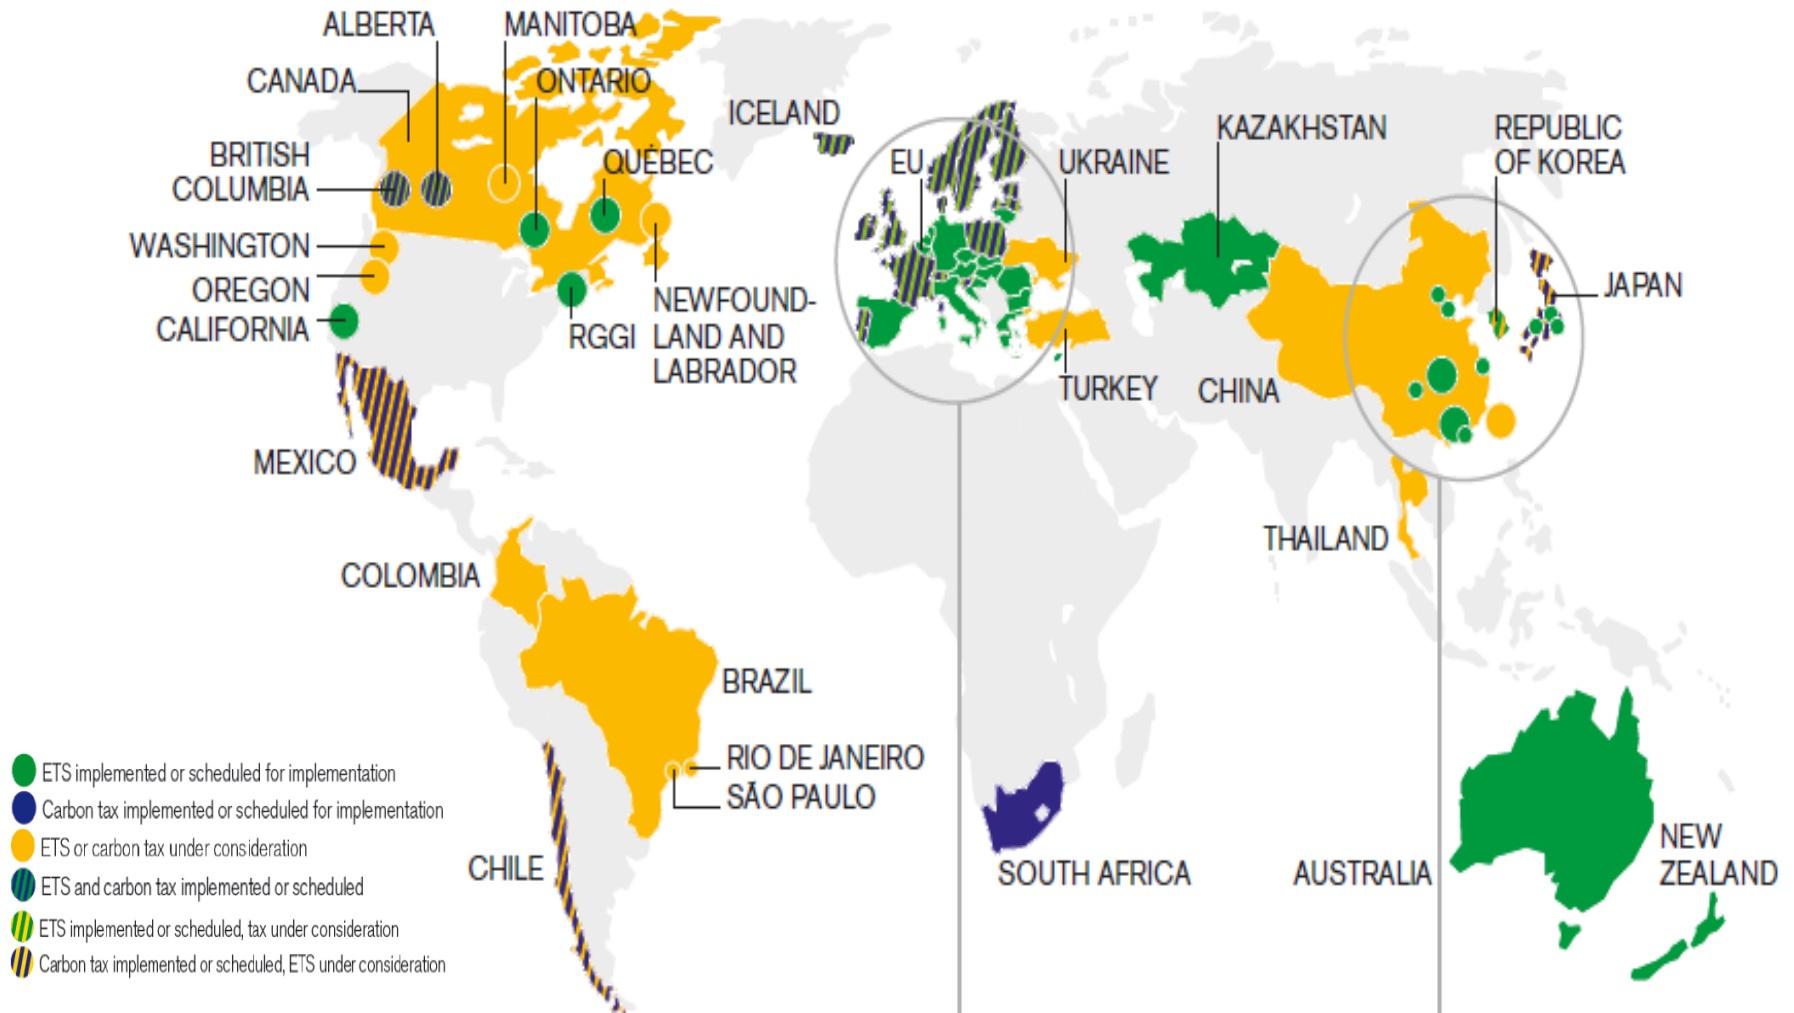 ALBERTA
MANITOBA
CANADA
ONTARIO
ICELAND
KAZAKHSTAN
REPUBLIC
OF KOREA
BRITISH
COLUMBIA
QUÉBEC
EU
UKRAINE
WASHINGTON
OREGON
CALIFORNIA
RGGI
NEWFOUND-
LAND AND
LABRADOR
JAPAN
TURKEY
CHINA
MEXICO
THAILAND
COLOMBIA
BRAZIL
RIO DE JANEIRO
SÃO PAULO
CHILE
SOUTH AFRICA
AUSTRALIA
NEW
ZEALAND
ETS implemented or scheduled for implementation
Carbon tax implemented or scheduled for implementation
ETS or carbon tax under consideration
ETS and carbon tax implemented or scheduled
ETS implemented or scheduled, tax under consideration
Carbon tax implemented or scheduled, ETS under consideration